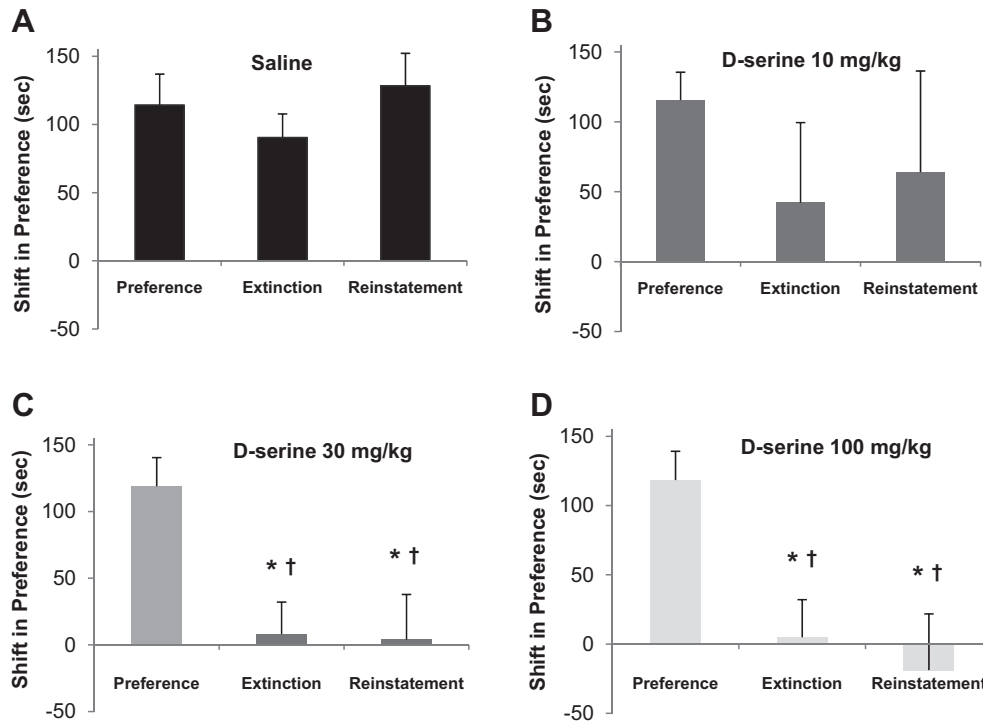 A
Shift in Preference (sec)
150
100
50
0
-50
Saline
Preference Extinction Reinstatement
B
Shift in Preference (sec)
150
100
50
0
-50
D-serine 10 mg/kg
Preference Extinction Reinstatement
C
Shift in Preference (sec)
150
100
50
0
-50
D-serine 30 mg/kg
* † * †
Preference Extinction Reinstatement
D
Shift in Preference (sec)
150
100
50
0
-50
D-serine 100 mg/kg
* † * †
Preference Extinction Reinstatement